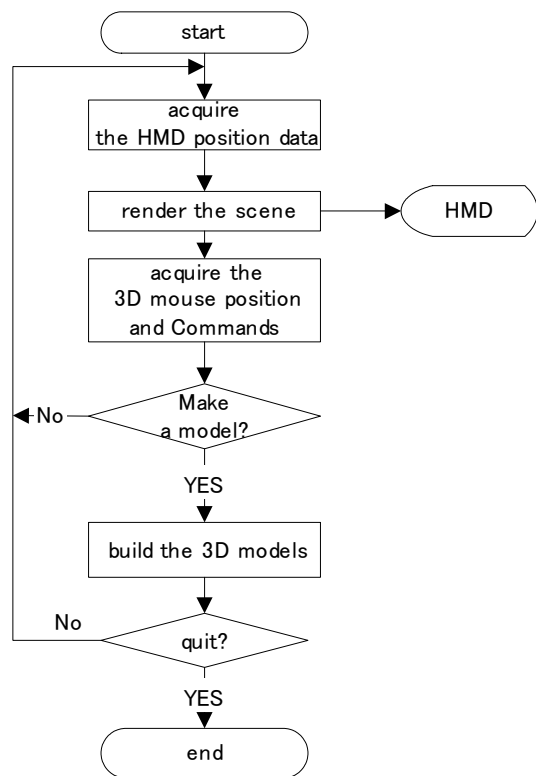 start
acquire
the HMD position data
render the scene
HMD
acquire the
3D mouse position
and Commands
Make
a model?
No
YES
build the 3D models
No
quit?
YES
end